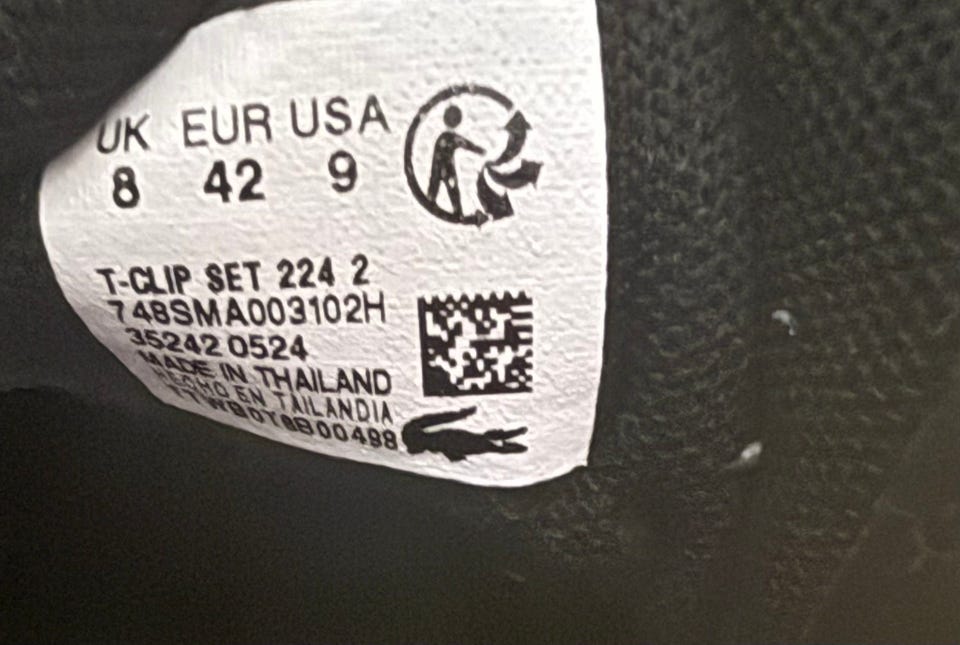 UK EUR USA
8 42 9
T-CLIP SET 224 2
748SMA003102H
35242 0524
MADE IN THAILAND
HECHO EN TAILANDIA